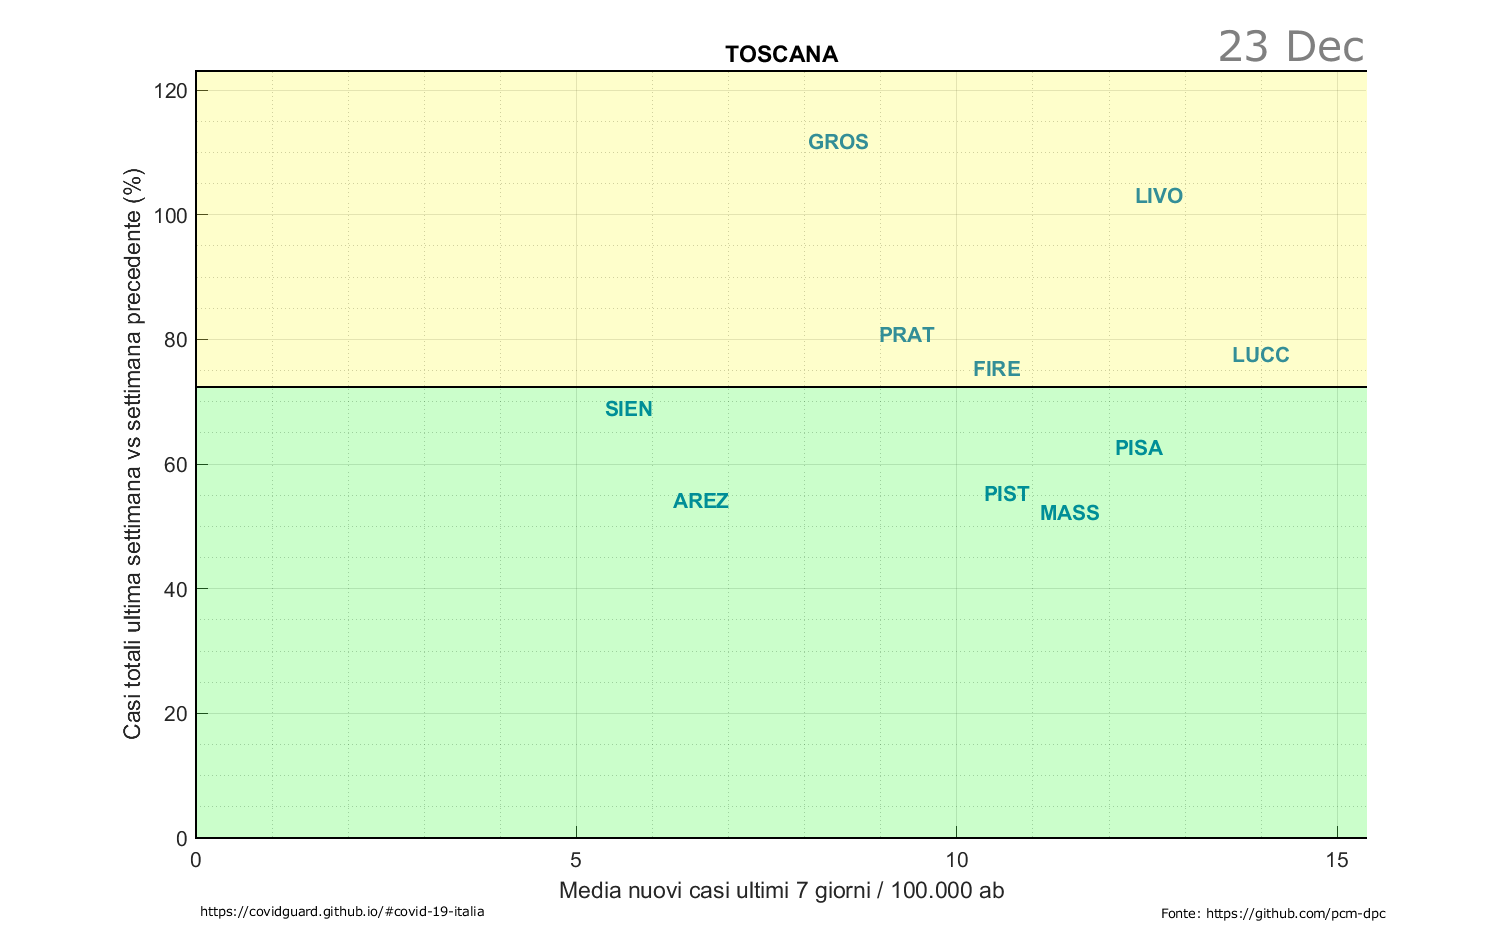 TOSCANA
23 Dec
120
GROS
LIVO
100
PRAT
80
LUCC
FIRE
SIEN
PISA
60
PIST
AREZ
MASS
40
20
0
Casi totali ultima settimana vs settimana precedente (%)
0 5 10 15
Media nuovi casi ultimi 7 giorni / 100.000 ab
https://covidguard.github.io/#covid-19-italia
Fonte: https://github.com/pcm-dpc